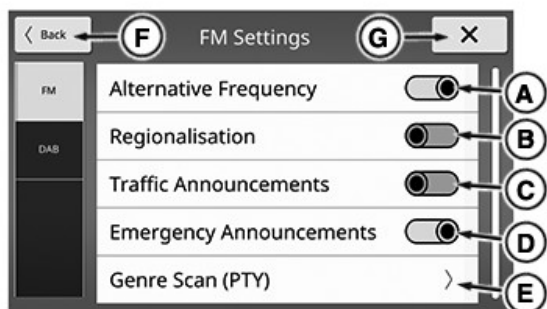 Back
F
FM Settings
G
FM
DAB
Alternative Frequency
A
Regionalisation
B
Traffic Announcements
C
Emergency Announcements
D
Genre Scan (PTY)
E